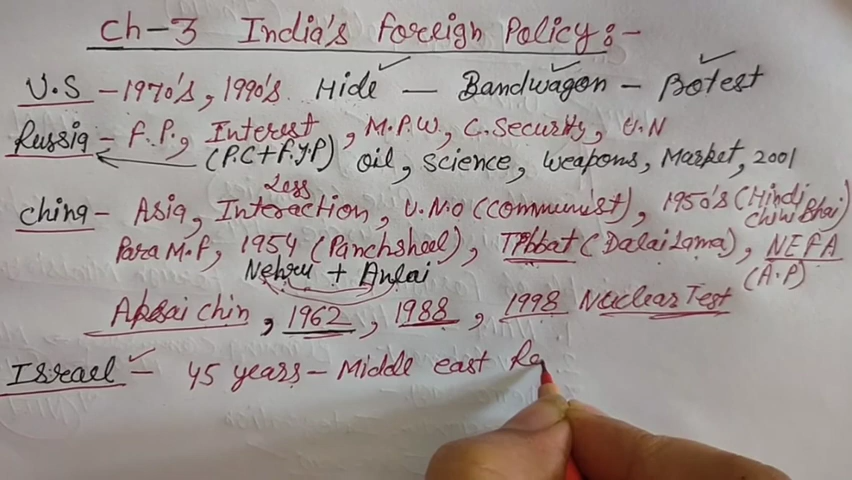 Ch-3 India's Foreign Policy:-
U.S - 1970's, 1990's Hide - Bandwagon - BoTest
Russia - F.P., Interest, M.P.W., C.Security, U.N
(P.C+F.Y.P) oil, science, weapons, Market, 2001
Less
China - Asia, Interaction, U.N.O (Communist), 1950's (Hindi Chini Bhai)
Para M.F, 1954 (Panchsheel), Tibbat (Dalai Lama), NEFA
Nehru + Anlai (A.P)
Aksai Chin, 1962, 1988, 1998 Nuclear Test
Israel - 45 years - Middle east Re